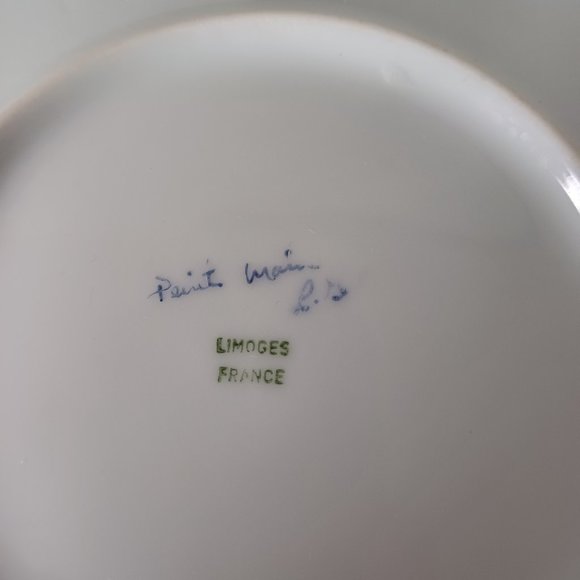 Peint Main
L.B
LIMOGES
FRANCE